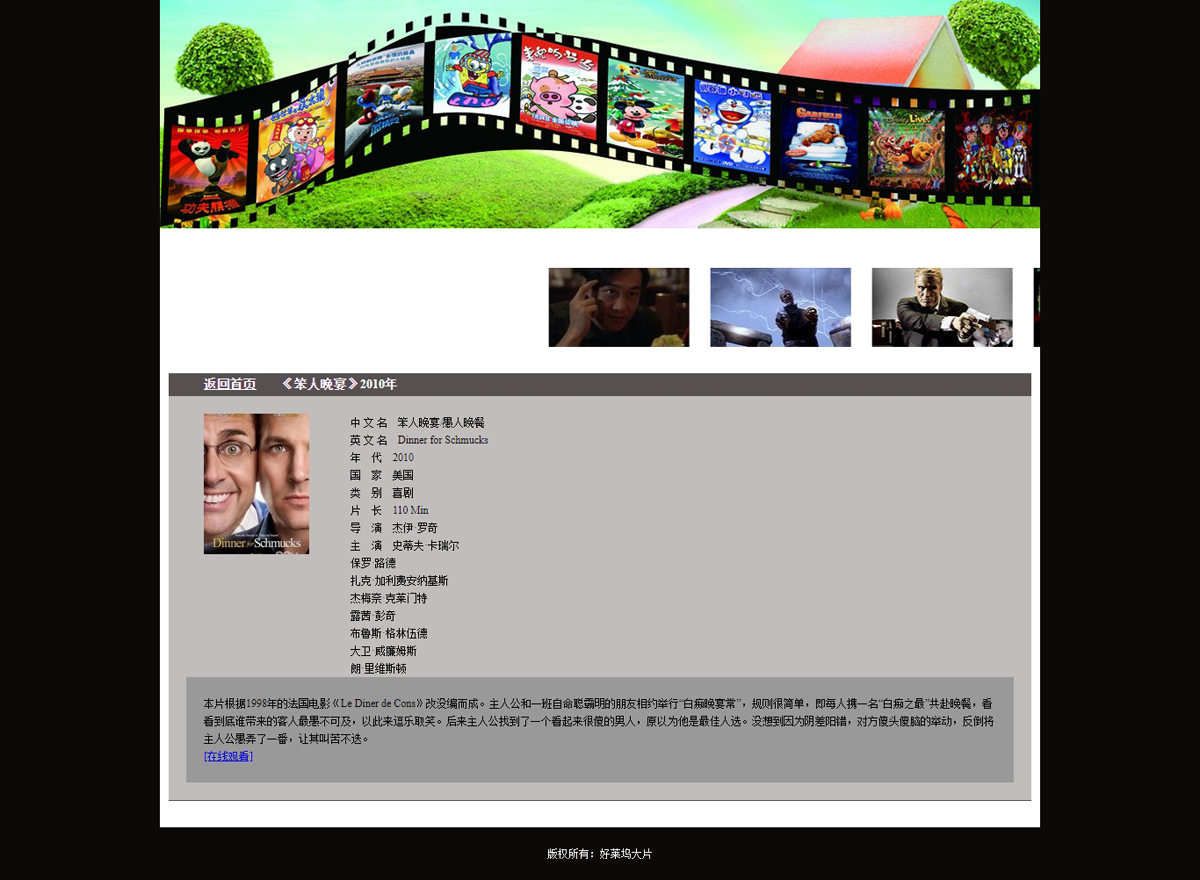 功夫熊猫
GARFIELD
Live!
返回首页 《笨人晚宴》2010年
Dinner for Schmucks
中 文 名 笨人晚宴·愚人晚餐
英 文 名 Dinner for Schmucks
年 代 2010
国 家 美国
类 别 喜剧
片 长 110 Min
导 演 杰伊·罗奇
主 演 史蒂夫·卡瑞尔
保罗·路德
扎克·加利费安纳基斯
杰梅奈·克莱门特
露茜·彭奇
布鲁斯·格林伍德
大卫·威廉姆斯
朗·里维斯顿
本片根据1998年的法国电影《Le Diner de Cons》改没编而成。主人公和一班自命聪霸明的朋友相约举行“白痴晚宴常”，规则很简单，即每人携一名“白痴之最”共赴晚餐，看
看到底谁带来的客人最愚不可及，以此来逗乐取笑。后来主人公找到了一个看起来很傻的男人，原以为他是最佳人选。没想到因为阴差阳错，对方傻头傻脑的举动，反倒将
主人公愚弄了一番，让其叫苦不迭。
[在线观看]
版权所有：好莱坞大片